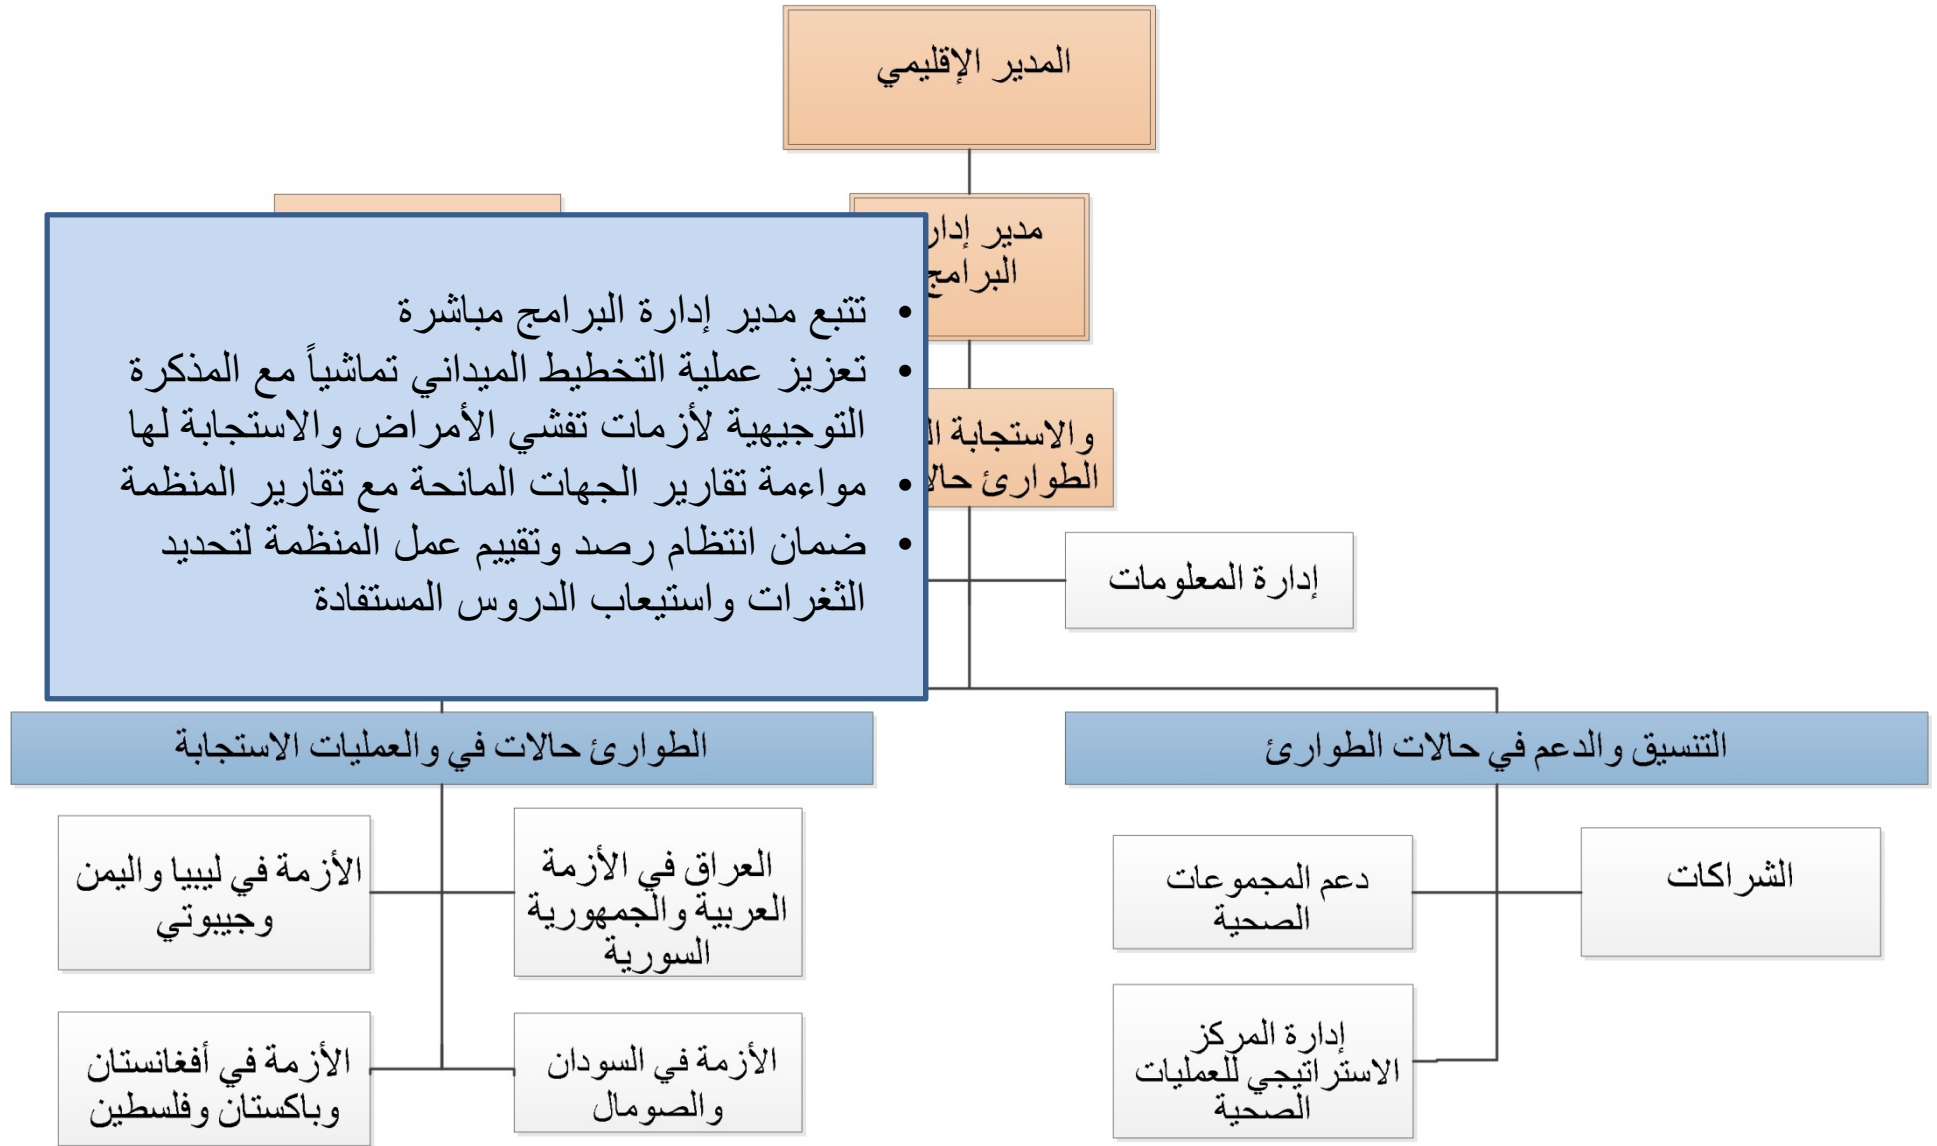 المدير الإقليمي
مدير
البرامج
• تتبع مدير إدارة البرامج مباشرة
• تعزيز عملية التخطيط الميداني تماشياً مع المذكرة
التوجيهية لأزمات تفشي الأمراض والاستجابة لها
• مواءمة تقارير الجهات المانحة مع تقارير المنظمة
• ضمان انتظام رصد وتقييم عمل المنظمة لتحديد
الثغرات واستيعاب الدروس المستفادة
والاستجابة
الطوارئ
إدارة المعلومات
التنسيق والدعم في حالات الطوارئ
الطوارئ حالات في والعمليات الاستجابة
الشراكات
دعم المجموعات
الصحية
إدارة المركز
الاستراتيجي للعمليات
الصحية
العراق في الأزمة
العربية والجمهورية
السورية
الأزمة في ليبيا واليمن
وجيبوتي
الأزمة في السودان
والصومال
الأزمة في أفغانستان
وباكستان وفلسطين